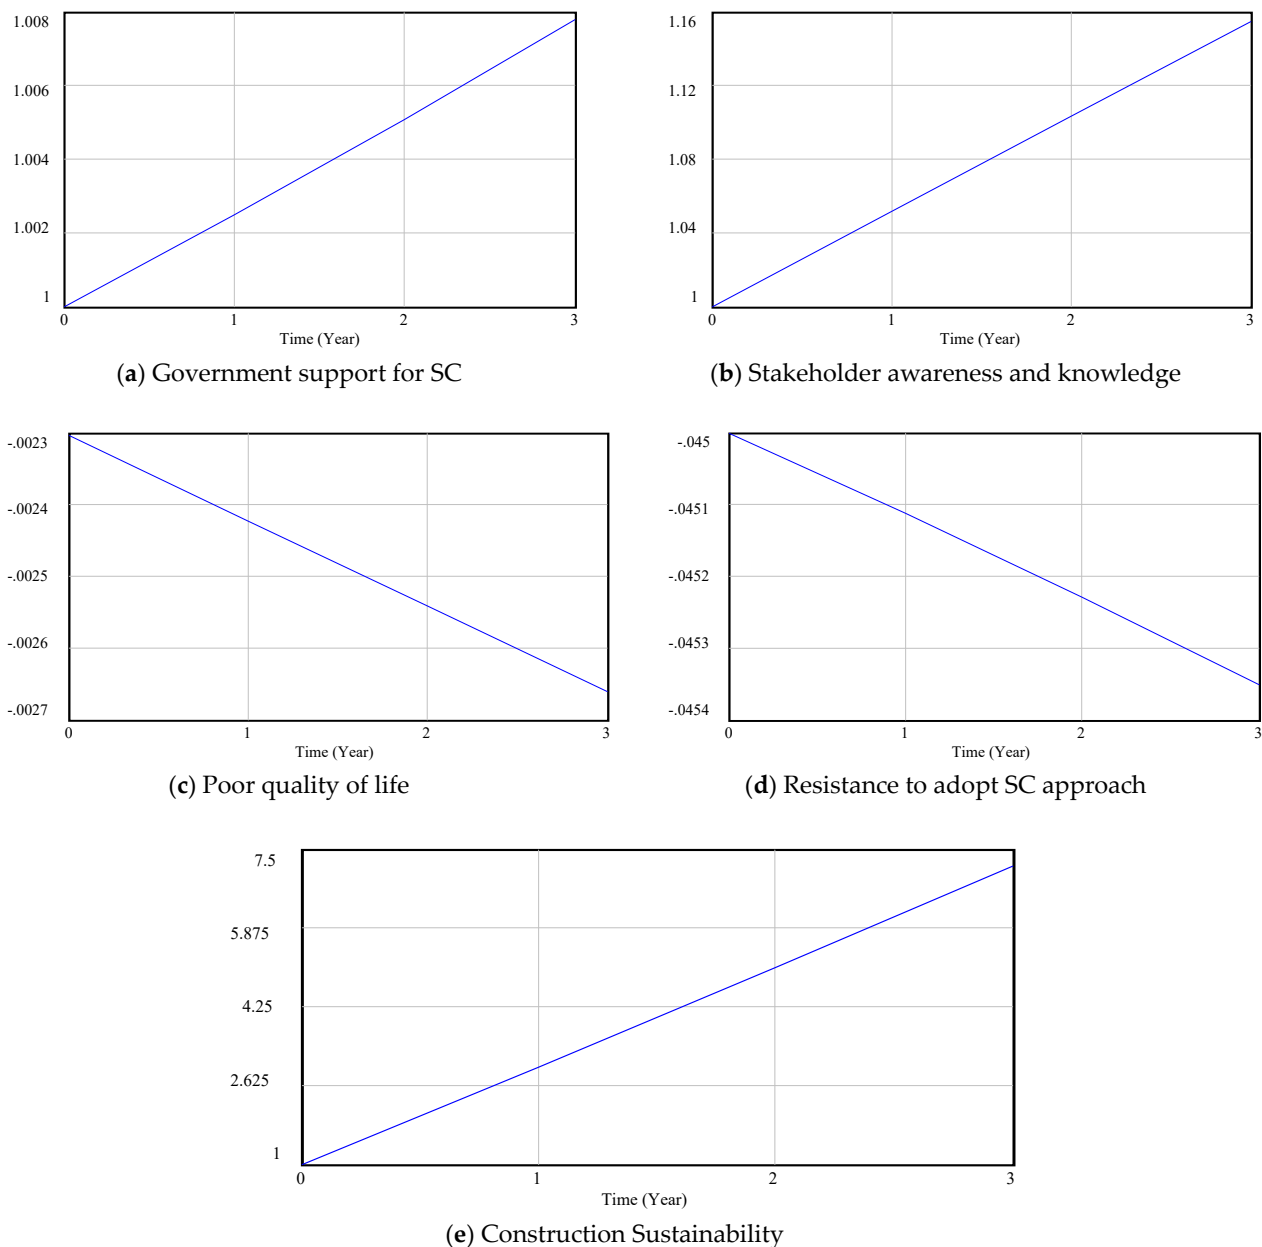 1.008
1.006
1.004
1.002
1
0 1 2 3
Time (Year)
(a) Government support for SC
1.16
1.12
1.08
1.04
1
0 1 2 3
Time (Year)
(b) Stakeholder awareness and knowledge
-.0023
-.0024
-.0025
-.0026
-.0027
0 1 2 3
Time (Year)
(c) Poor quality of life
-.045
-.0451
-.0452
-.0453
-.0454
0 1 2 3
Time (Year)
(d) Resistance to adopt SC approach
7.5
5.875
4.25
2.625
1
0 1 2 3
Time (Year)
(e) Construction Sustainability